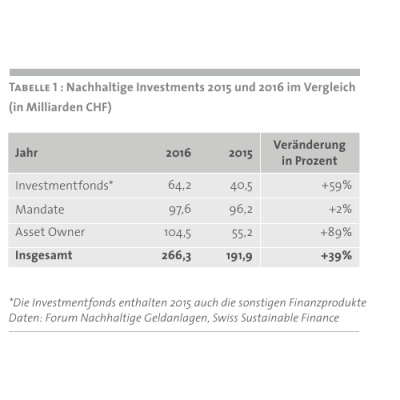 TABELLE 1 : Nachhaltige Investments 2015 und 2016 im Vergleich
(in Milliarden CHF)
Jahr 2016 2015 Veränderung in Prozent
Investmentfonds* 64,2 40,5 +59%
Mandate 97,6 96,2 +2%
Asset Owner 104,5 55,2 +89%
Insgesamt 266,3 191,9 +39%
*Die Investmentfonds enthalten 2015 auch die sonstigen Finanzprodukte
Daten: Forum Nachhaltige Geldanlagen, Swiss Sustainable Finance